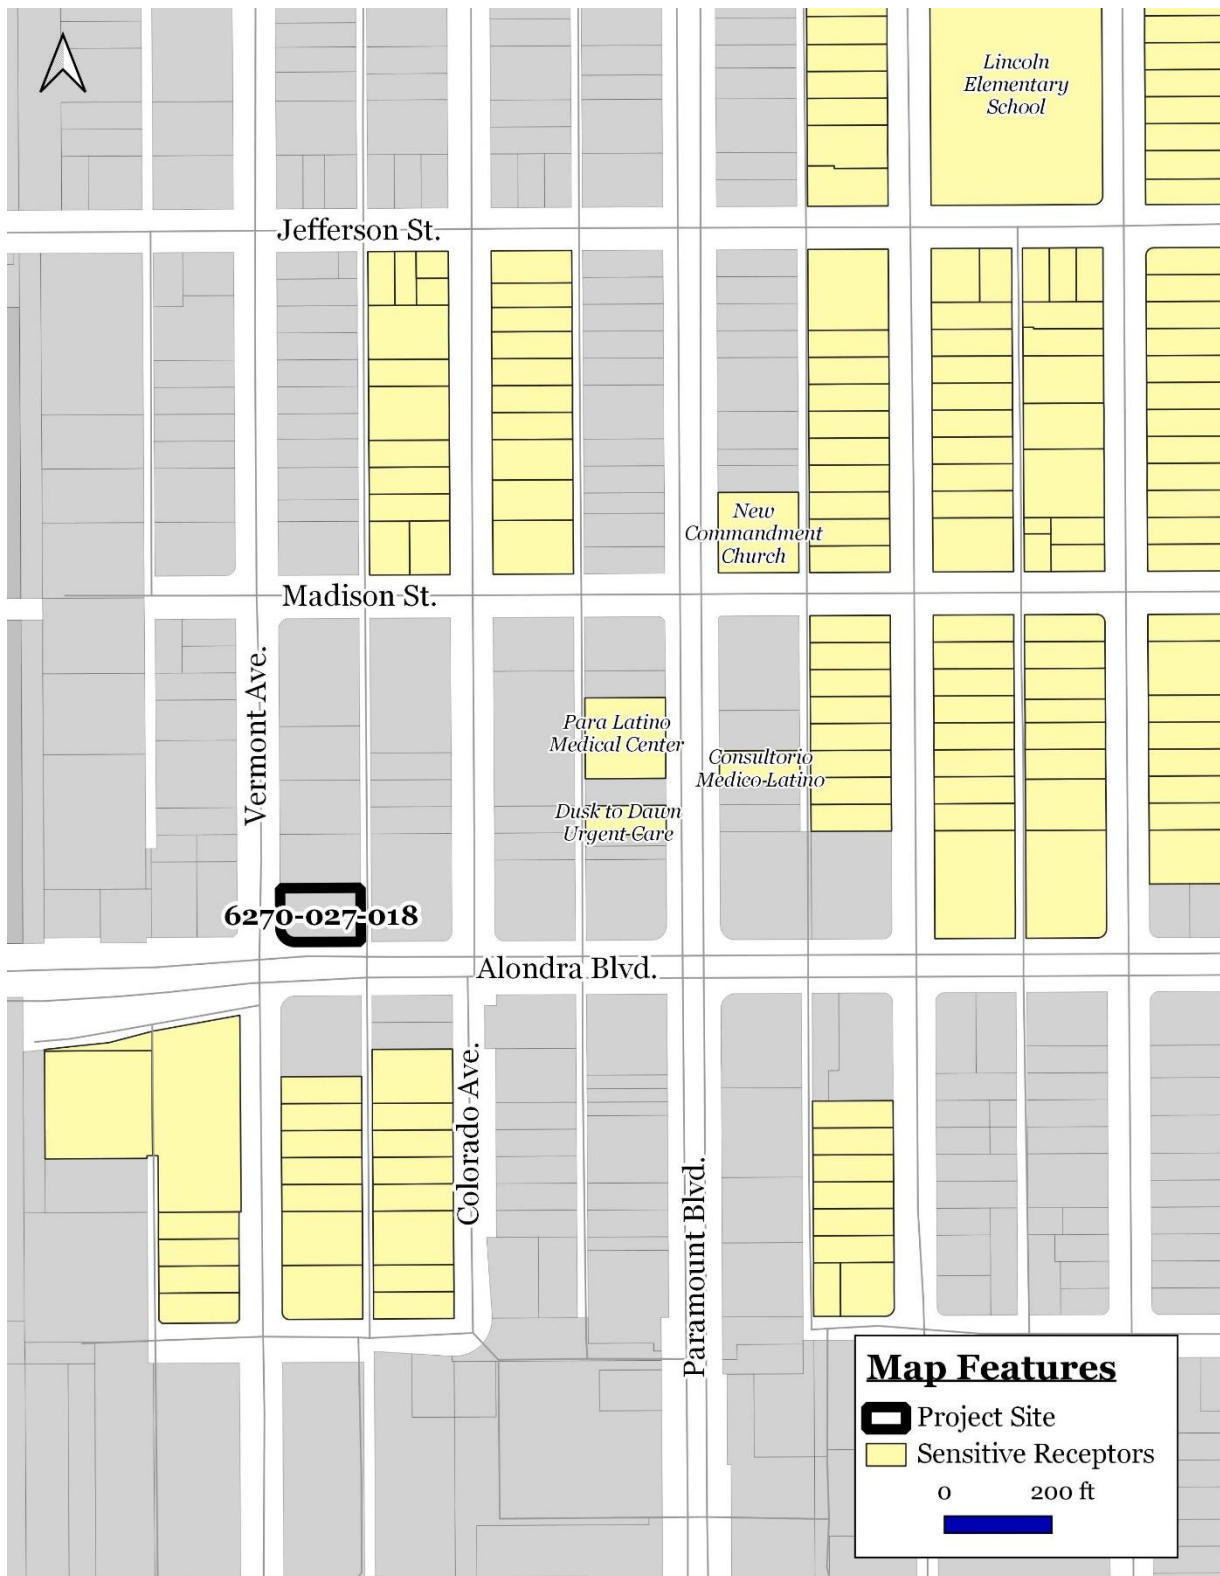 Lincoln
Elementary
School
Jefferson St.
New
Commandment
Church
Madison St.
Vermont Ave.
Para Latino
Medical Center
Consultorio
Medico Latino
Dusk to Dawn
Urgent Care
6270-027-018
Alondra Blvd.
Colorado Ave.
Paramount Blvd.
Map Features
Project Site
Sensitive Receptors
0 200 ft